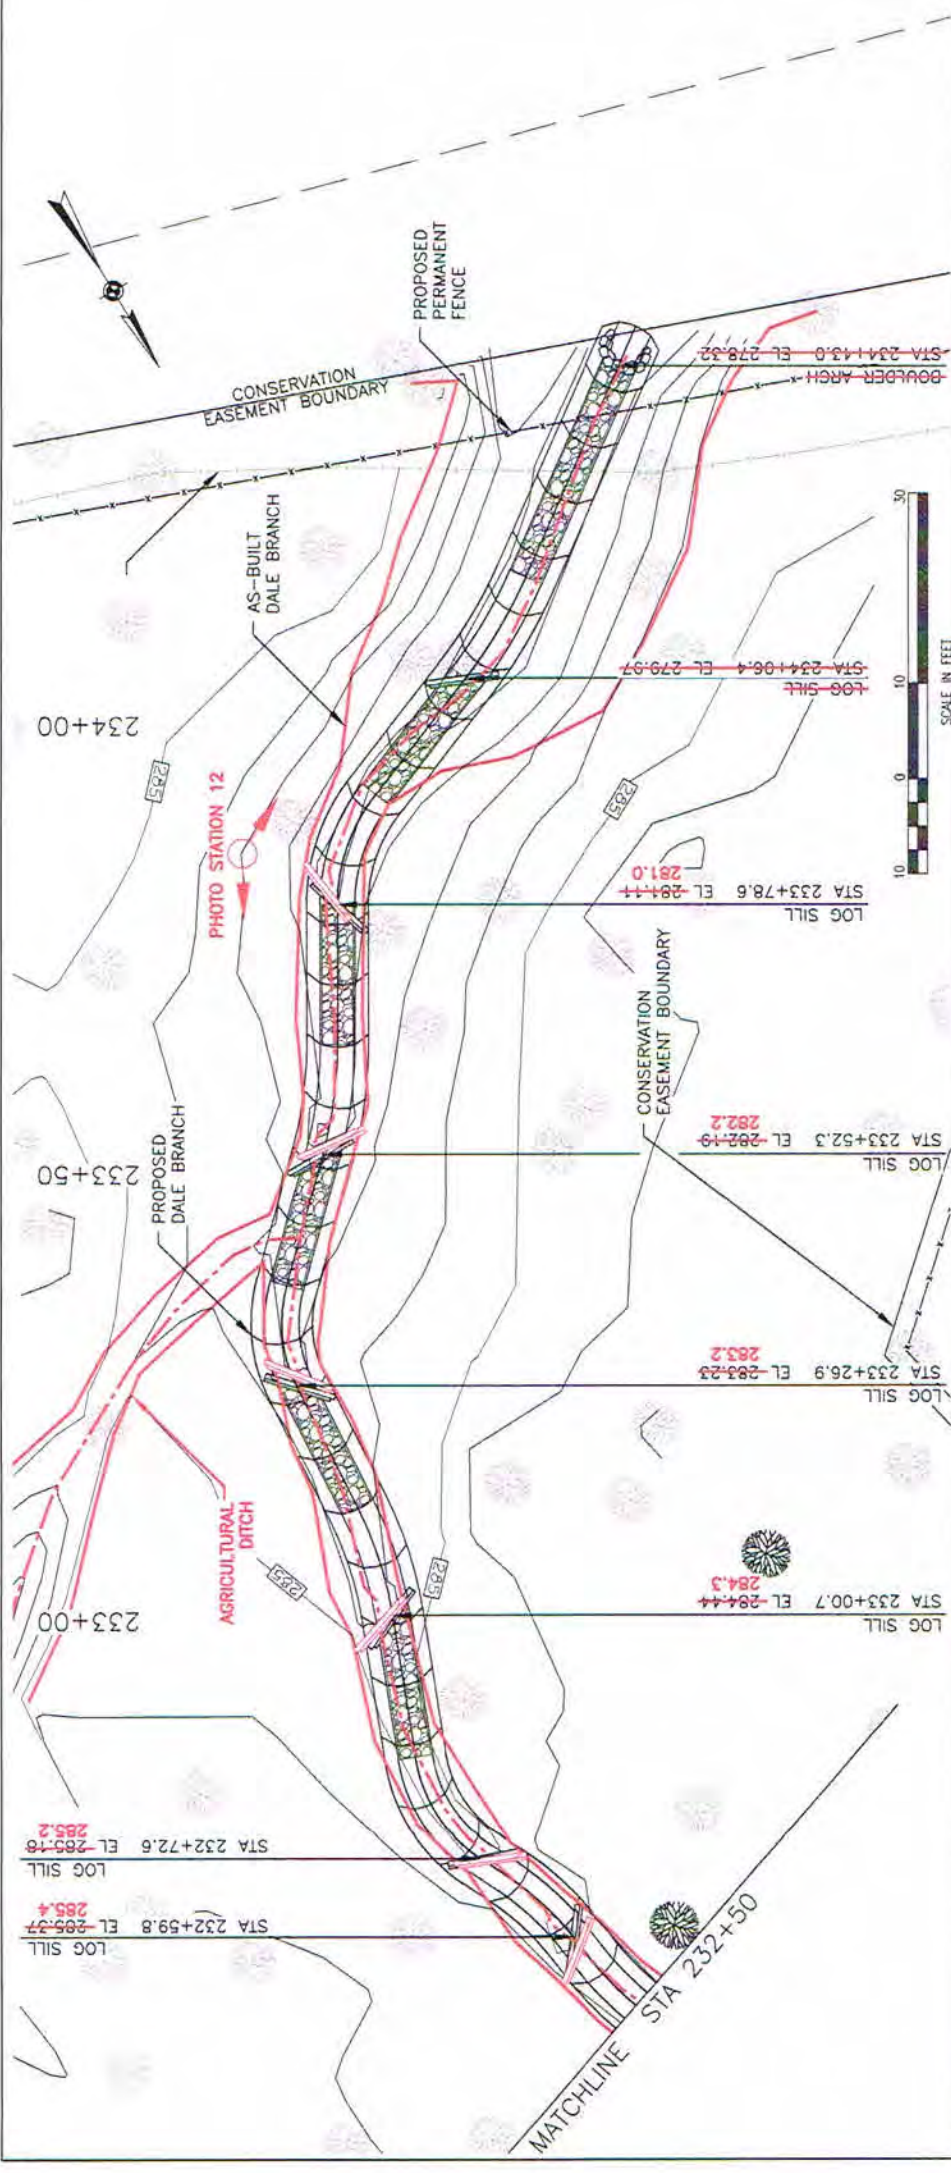 CONSERVATION
EASEMENT BOUNDARY
PROPOSED
PERMANENT
FENCE
BOULDER ARCH
STA 234+43.0 EL 278.32
AS-BUILT
DALE BRANCH
LOG SILL
STA 234+06.4 EL 279.97
234+00
285
PHOTO STATION 12
285
30
10
0
10
SCALE IN FEET
LOG SILL
STA 233+78.6 EL 281.11
281.0
CONSERVATION
EASEMENT BOUNDARY
PROPOSED
DALE BRANCH
233+50
LOG SILL
STA 233+52.3 EL 282.19
282.2
LOG SILL
STA 233+26.9 EL 283.23
283.2
AGRICULTURAL
DITCH
285
285
233+00
LOG SILL
STA 233+00.7 EL 284.44
284.3
LOG SILL
STA 232+72.6 EL 285.18
285.2
LOG SILL
STA 232+59.8 EL 285.37
285.4
MATCHLINE STA 232+50